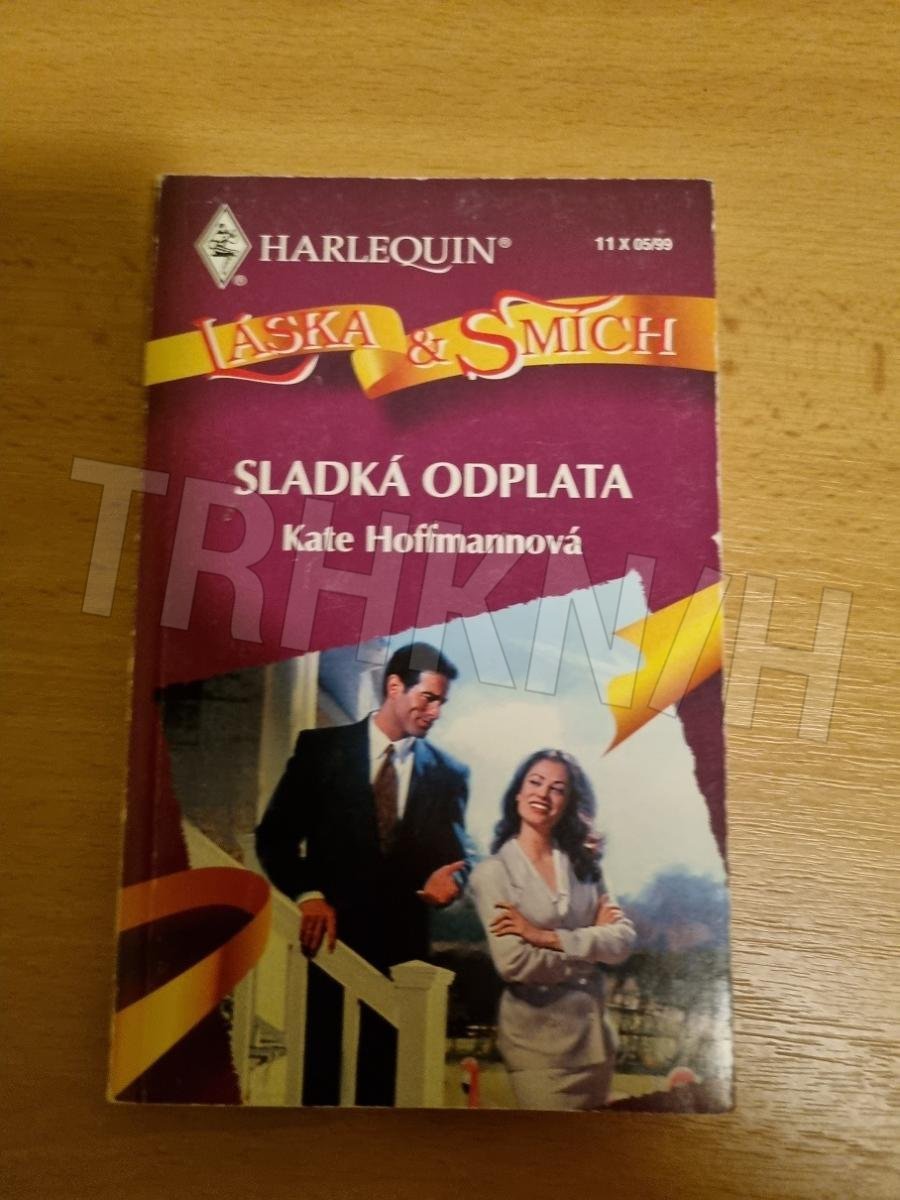 HARLEQUIN®
11 X 05/99
LÁSKA & SMÍCH
SLADKÁ ODPLATA
Kate Hoffmannová
TRHKNIH